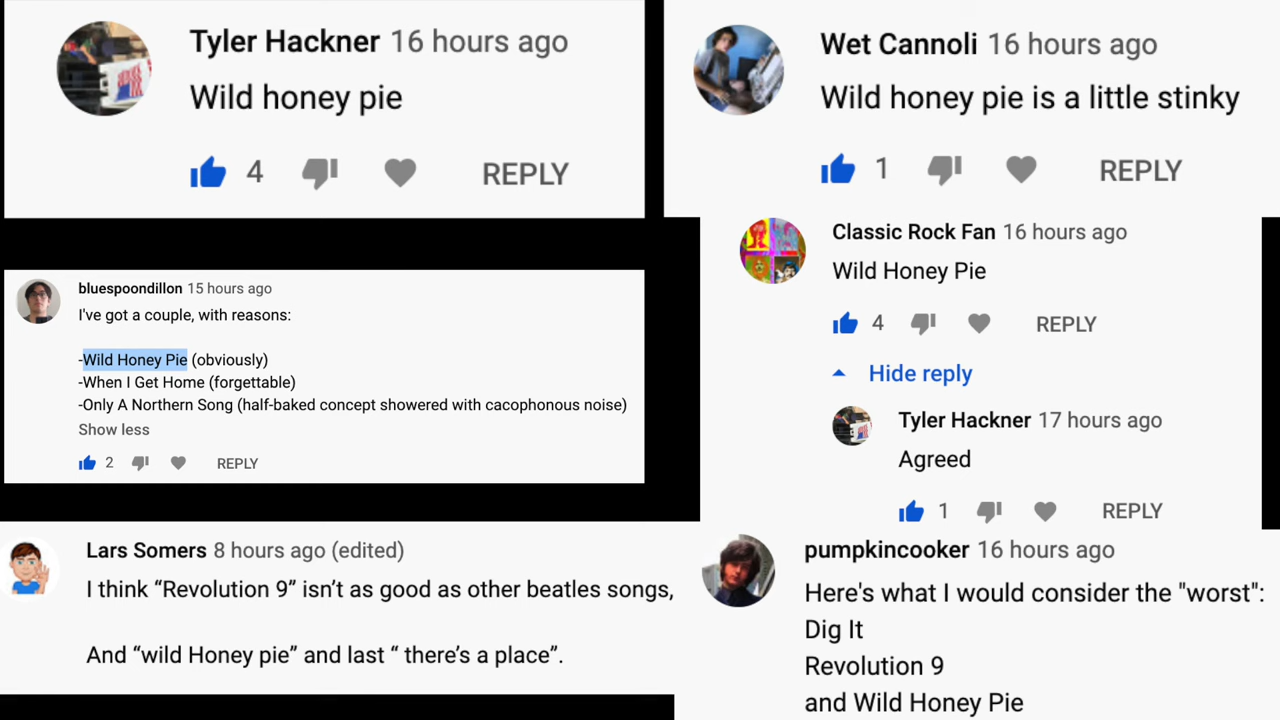 Tyler Hackner 16 hours ago
Wild honey pie
4 REPLY
Wet Cannoli 16 hours ago
Wild honey pie is a little stinky
1 REPLY
bluespoondillon 15 hours ago
I've got a couple, with reasons:
-Wild Honey Pie (obviously)
-When I Get Home (forgettable)
-Only A Northern Song (half-baked concept showered with cacophonous noise)
Show less
2 REPLY
Classic Rock Fan 16 hours ago
Wild Honey Pie
4 REPLY
Hide reply
Tyler Hackner 17 hours ago
Agreed
1 REPLY
Lars Somers 8 hours ago (edited)
I think “Revolution 9” isn’t as good as other beatles songs,
And “wild Honey pie” and last “ there’s a place”.
pumpkincooker 16 hours ago
Here's what I would consider the "worst":
Dig It
Revolution 9
and Wild Honey Pie